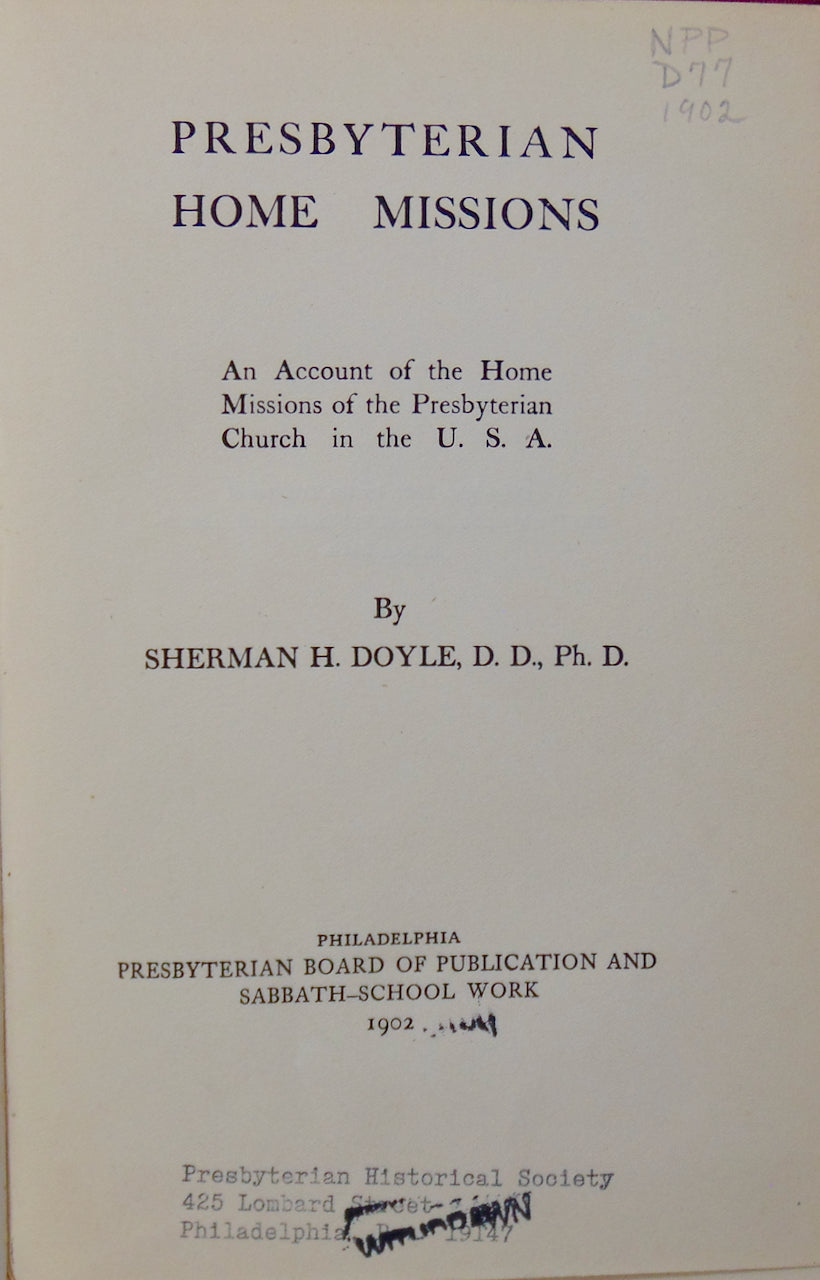 NPP
D77
1902
PRESBYTERIAN
HOME MISSIONS
An Account of the Home
Missions of the Presbyterian
Church in the U. S. A.
By
SHERMAN H. DOYLE, D. D., Ph. D.
PHILADELPHIA
PRESBYTERIAN BOARD OF PUBLICATION AND
SABBATH-SCHOOL WORK
1902
Presbyterian Historical Society
425 Lombard Street
Philadelphia, 19147
WITHDRAWN